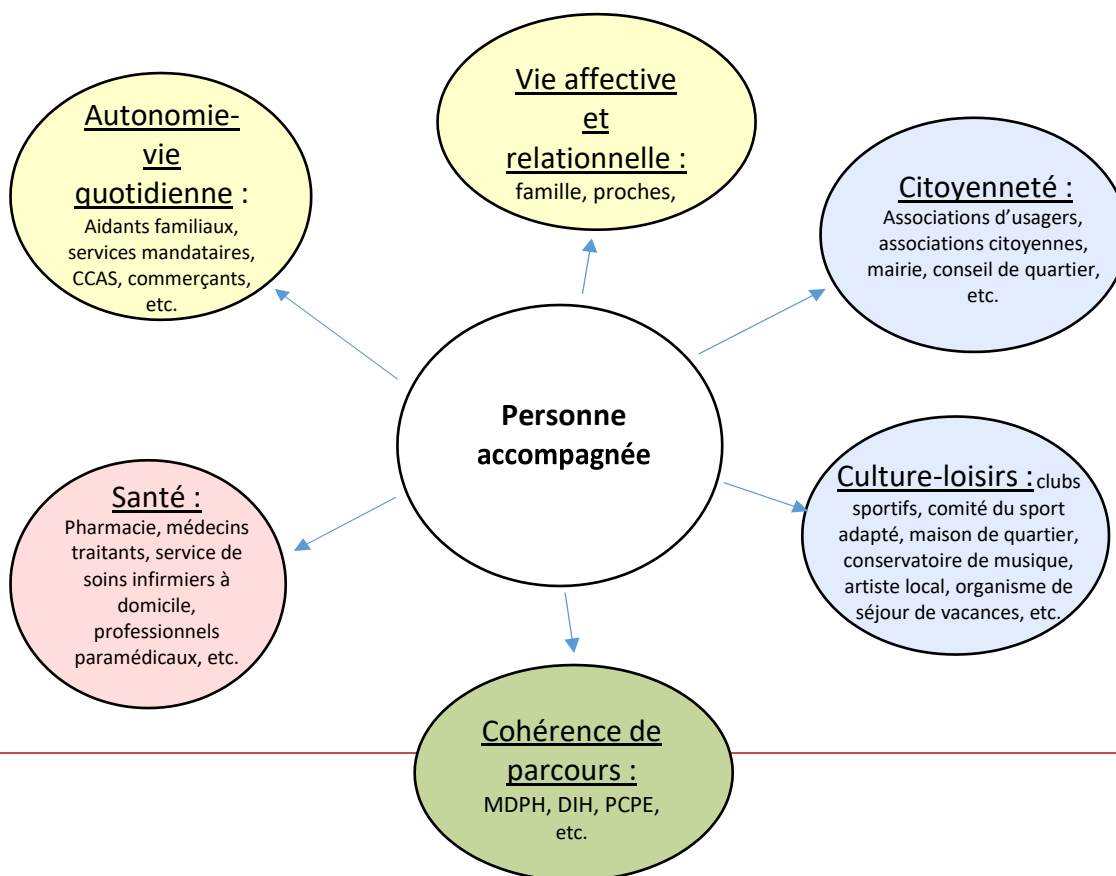 Vie affective
et
relationnelle :
famille, proches,
Autonomie-
vie
quotidienne :
Aidants familiaux,
services mandataires,
CCAS, commerçants,
etc.
Citoyenneté :
Associations d’usagers,
associations citoyennes,
mairie, conseil de quartier,
etc.
Personne
accompagnée
Santé :
Pharmacie, médecins
traitants, service de
soins infirmiers à
domicile,
professionnels
paramédicaux, etc.
Culture-loisirs : clubs
sportifs, comité du sport
adapté, maison de quartier,
conservatoire de musique,
artiste local, organisme de
séjour de vacances, etc.
Cohérence de
parcours :
MDPH, DIH, PCPE,
etc.